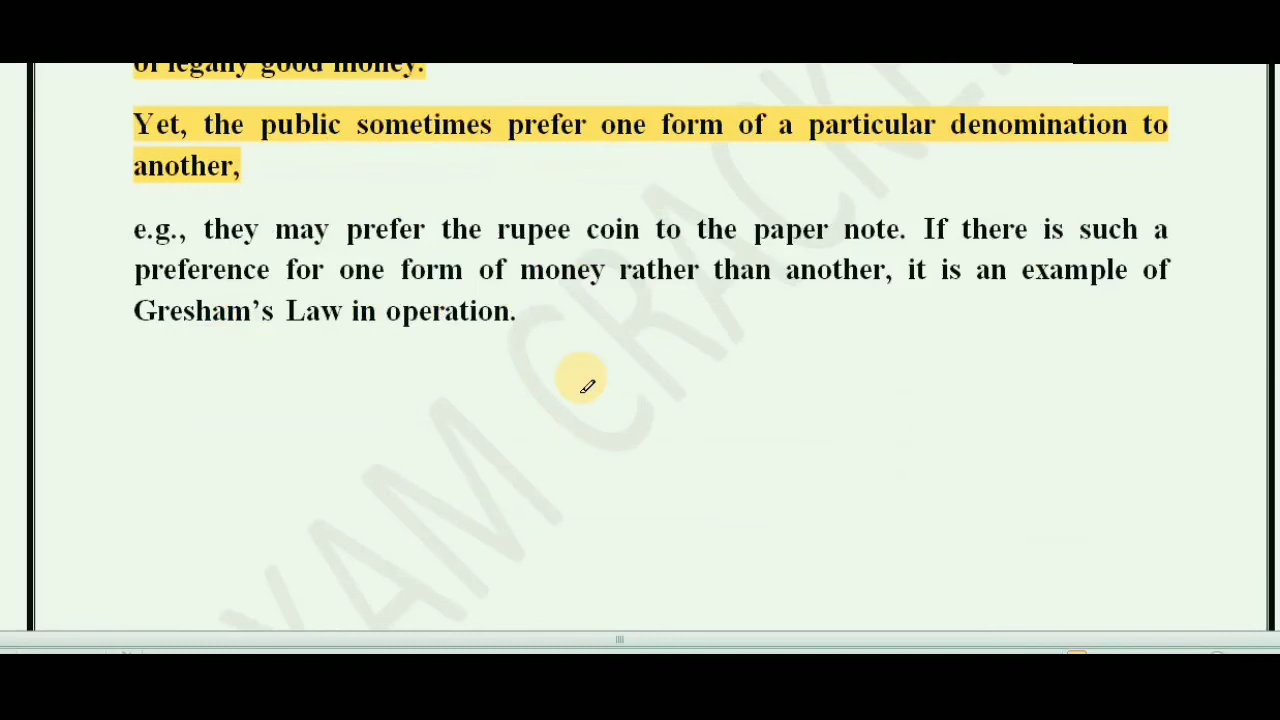 of legally good money.
Yet, the public sometimes prefer one form of a particular denomination to
another,
e.g., they may prefer the rupee coin to the paper note. If there is such a
preference for one form of money rather than another, it is an example of
Gresham’s Law in operation.
XAM CRACKE